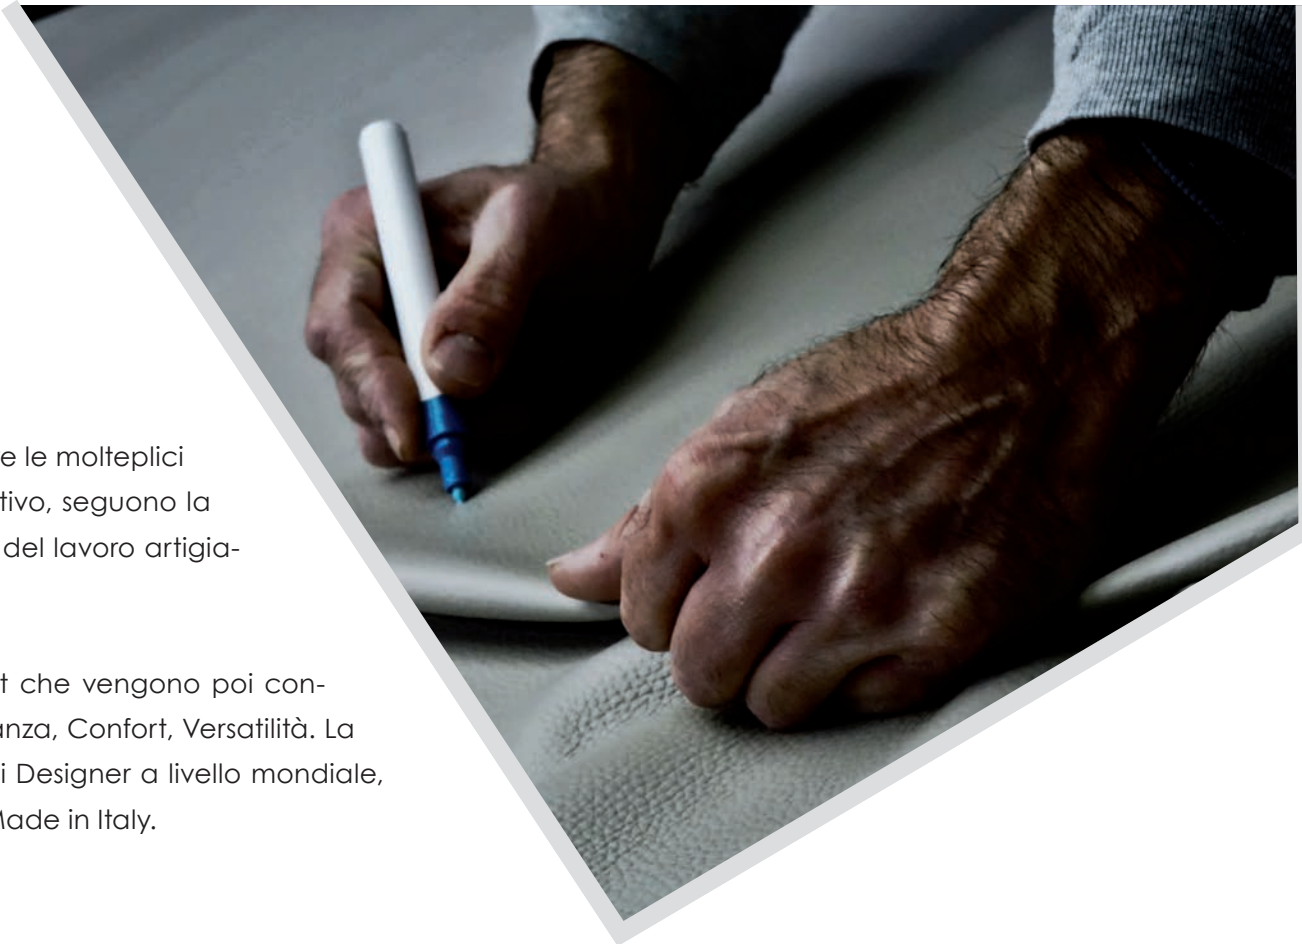 e le molteplici
tivo, seguono la
del lavoro artigia-
t che vengono poi con-
anza, Confort, Versatilità. La
i Designer a livello mondiale,
Made in Italy.